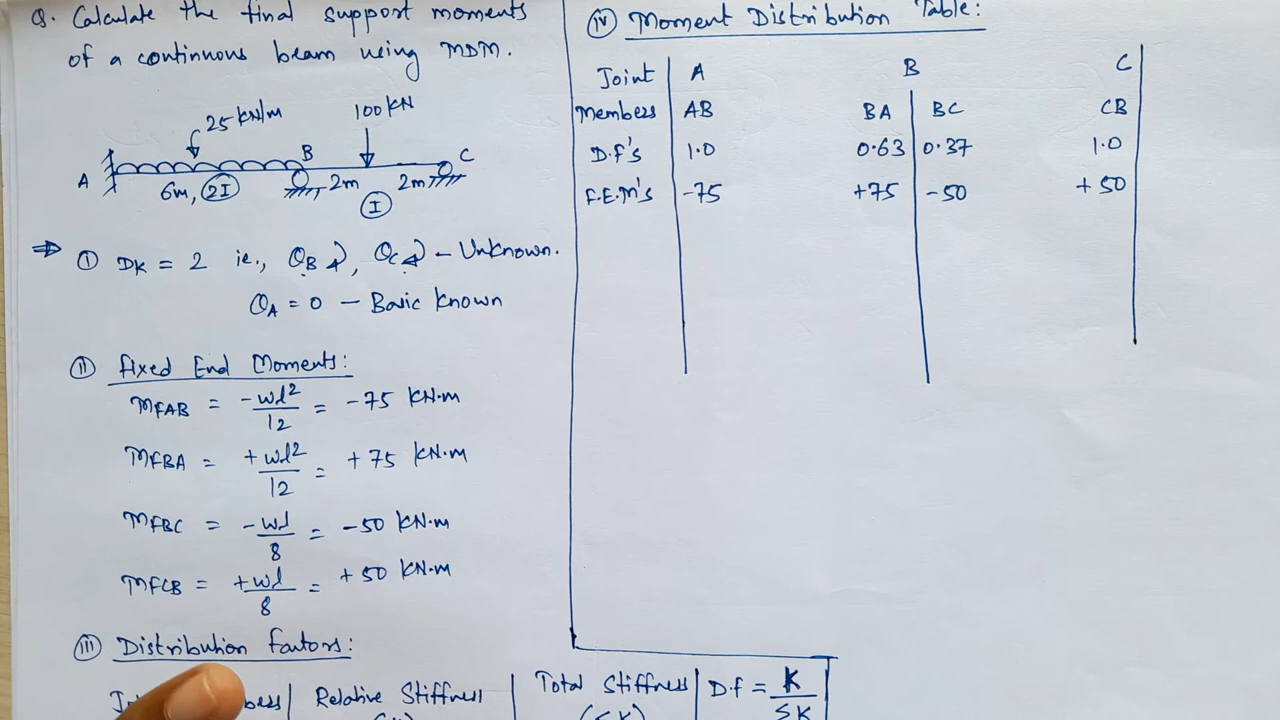 Q. Calculate the final support moments
of a continuous beam using MDM.
25 kN/m
100 kN
A
B
C
6m, 2I
2m
2m
I
⇒ (i) DK = 2 ie., θB, θC - Unknown.
θA = 0 - Basic Known
(ii) Fixed End Moments:
MFAB = -wl²/12 = -75 kN.m
MFBA = +wl²/12 = +75 kN.m
MFBC = -wl/8 = -50 kN.m
MFCB = +wl/8 = +50 kN.m
(iii) Distribution Factors:
Relative Stiffness | Total Stiffness | D.f = K/ΣK
(ΣK)
(iv) Moment Distribution Table:
Joint | A | B | C
Members | AB | BA | BC | CB
D.f's | 1.0 | 0.63 | 0.37 | 1.0
F.E.M's | -75 | +75 | -50 | +50